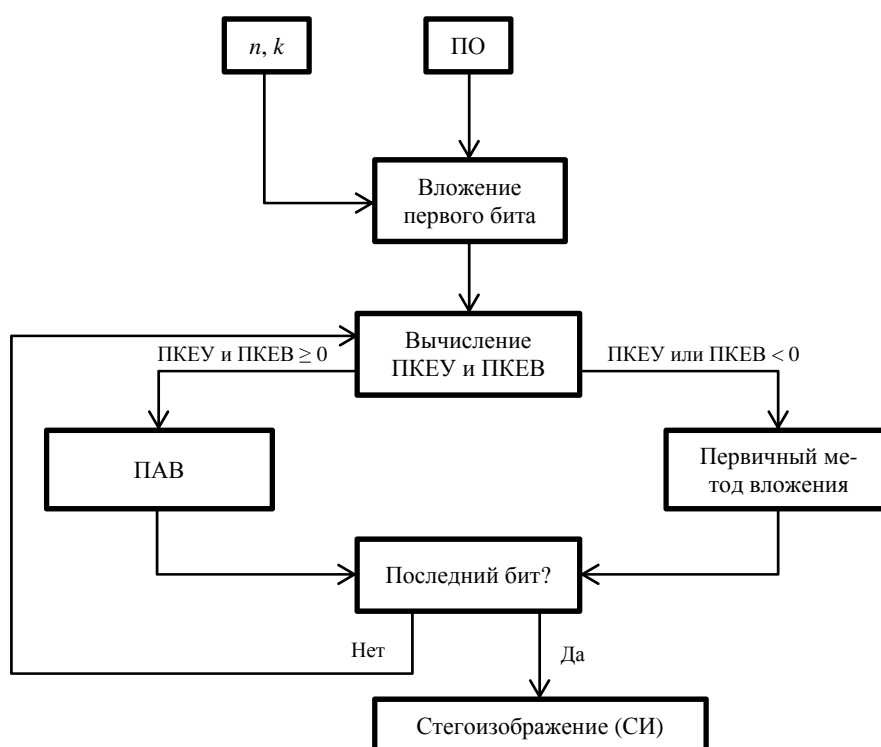 n, k
ПО
Вложение
первого бита
Вычисление
ПКЕУ и ПКЕВ
ПКЕУ и ПКЕВ ≥ 0
ПКЕУ или ПКЕВ < 0
ПАВ
Первичный ме-
тод вложения
Последний бит?
Нет
Да
Стегоизображение (СИ)